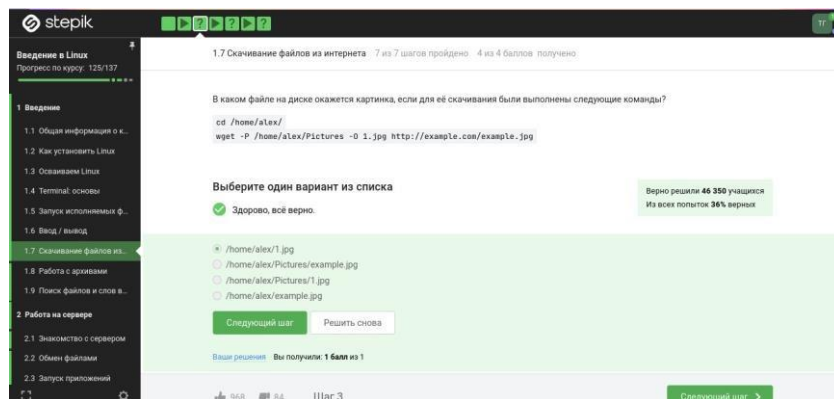 stepik
ТГ
Введение в Linux
Прогресс по курсу: 125/137
1 Введение
1.1 Общая информация о к...
1.2 Как установить Linux
1.3 Осваиваем Linux
1.4 Terminal: основы
1.5 Запуск исполняемых ф...
1.6 Ввод / вывод
1.7 Скачивание файлов из...
1.8 Работа с архивами
1.9 Поиск файлов и слов в...
2 Работа на сервере
2.1 Знакомство с сервером
2.2 Обмен файлами
2.3 Запуск приложений
1.7 Скачивание файлов из интернета 7 из 7 шагов пройдено 4 из 4 баллов получено
В каком файле на диске окажется картинка, если для её скачивания были выполнены следующие команды?
cd /home/alex/
wget -P /home/alex/Pictures -O 1.jpg http://example.com/example.jpg
Выберите один вариант из списка
Здорово, всё верно.
Верно решили 46 350 учащихся
Из всех попыток 36% верных
/home/alex/1.jpg
/home/alex/Pictures/example.jpg
/home/alex/Pictures/1.jpg
/home/alex/example.jpg
Следующий шаг Решить снова
Ваши решения Вы получили: 1 балл из 1
968 84 Шаг 3 Следующий шаг